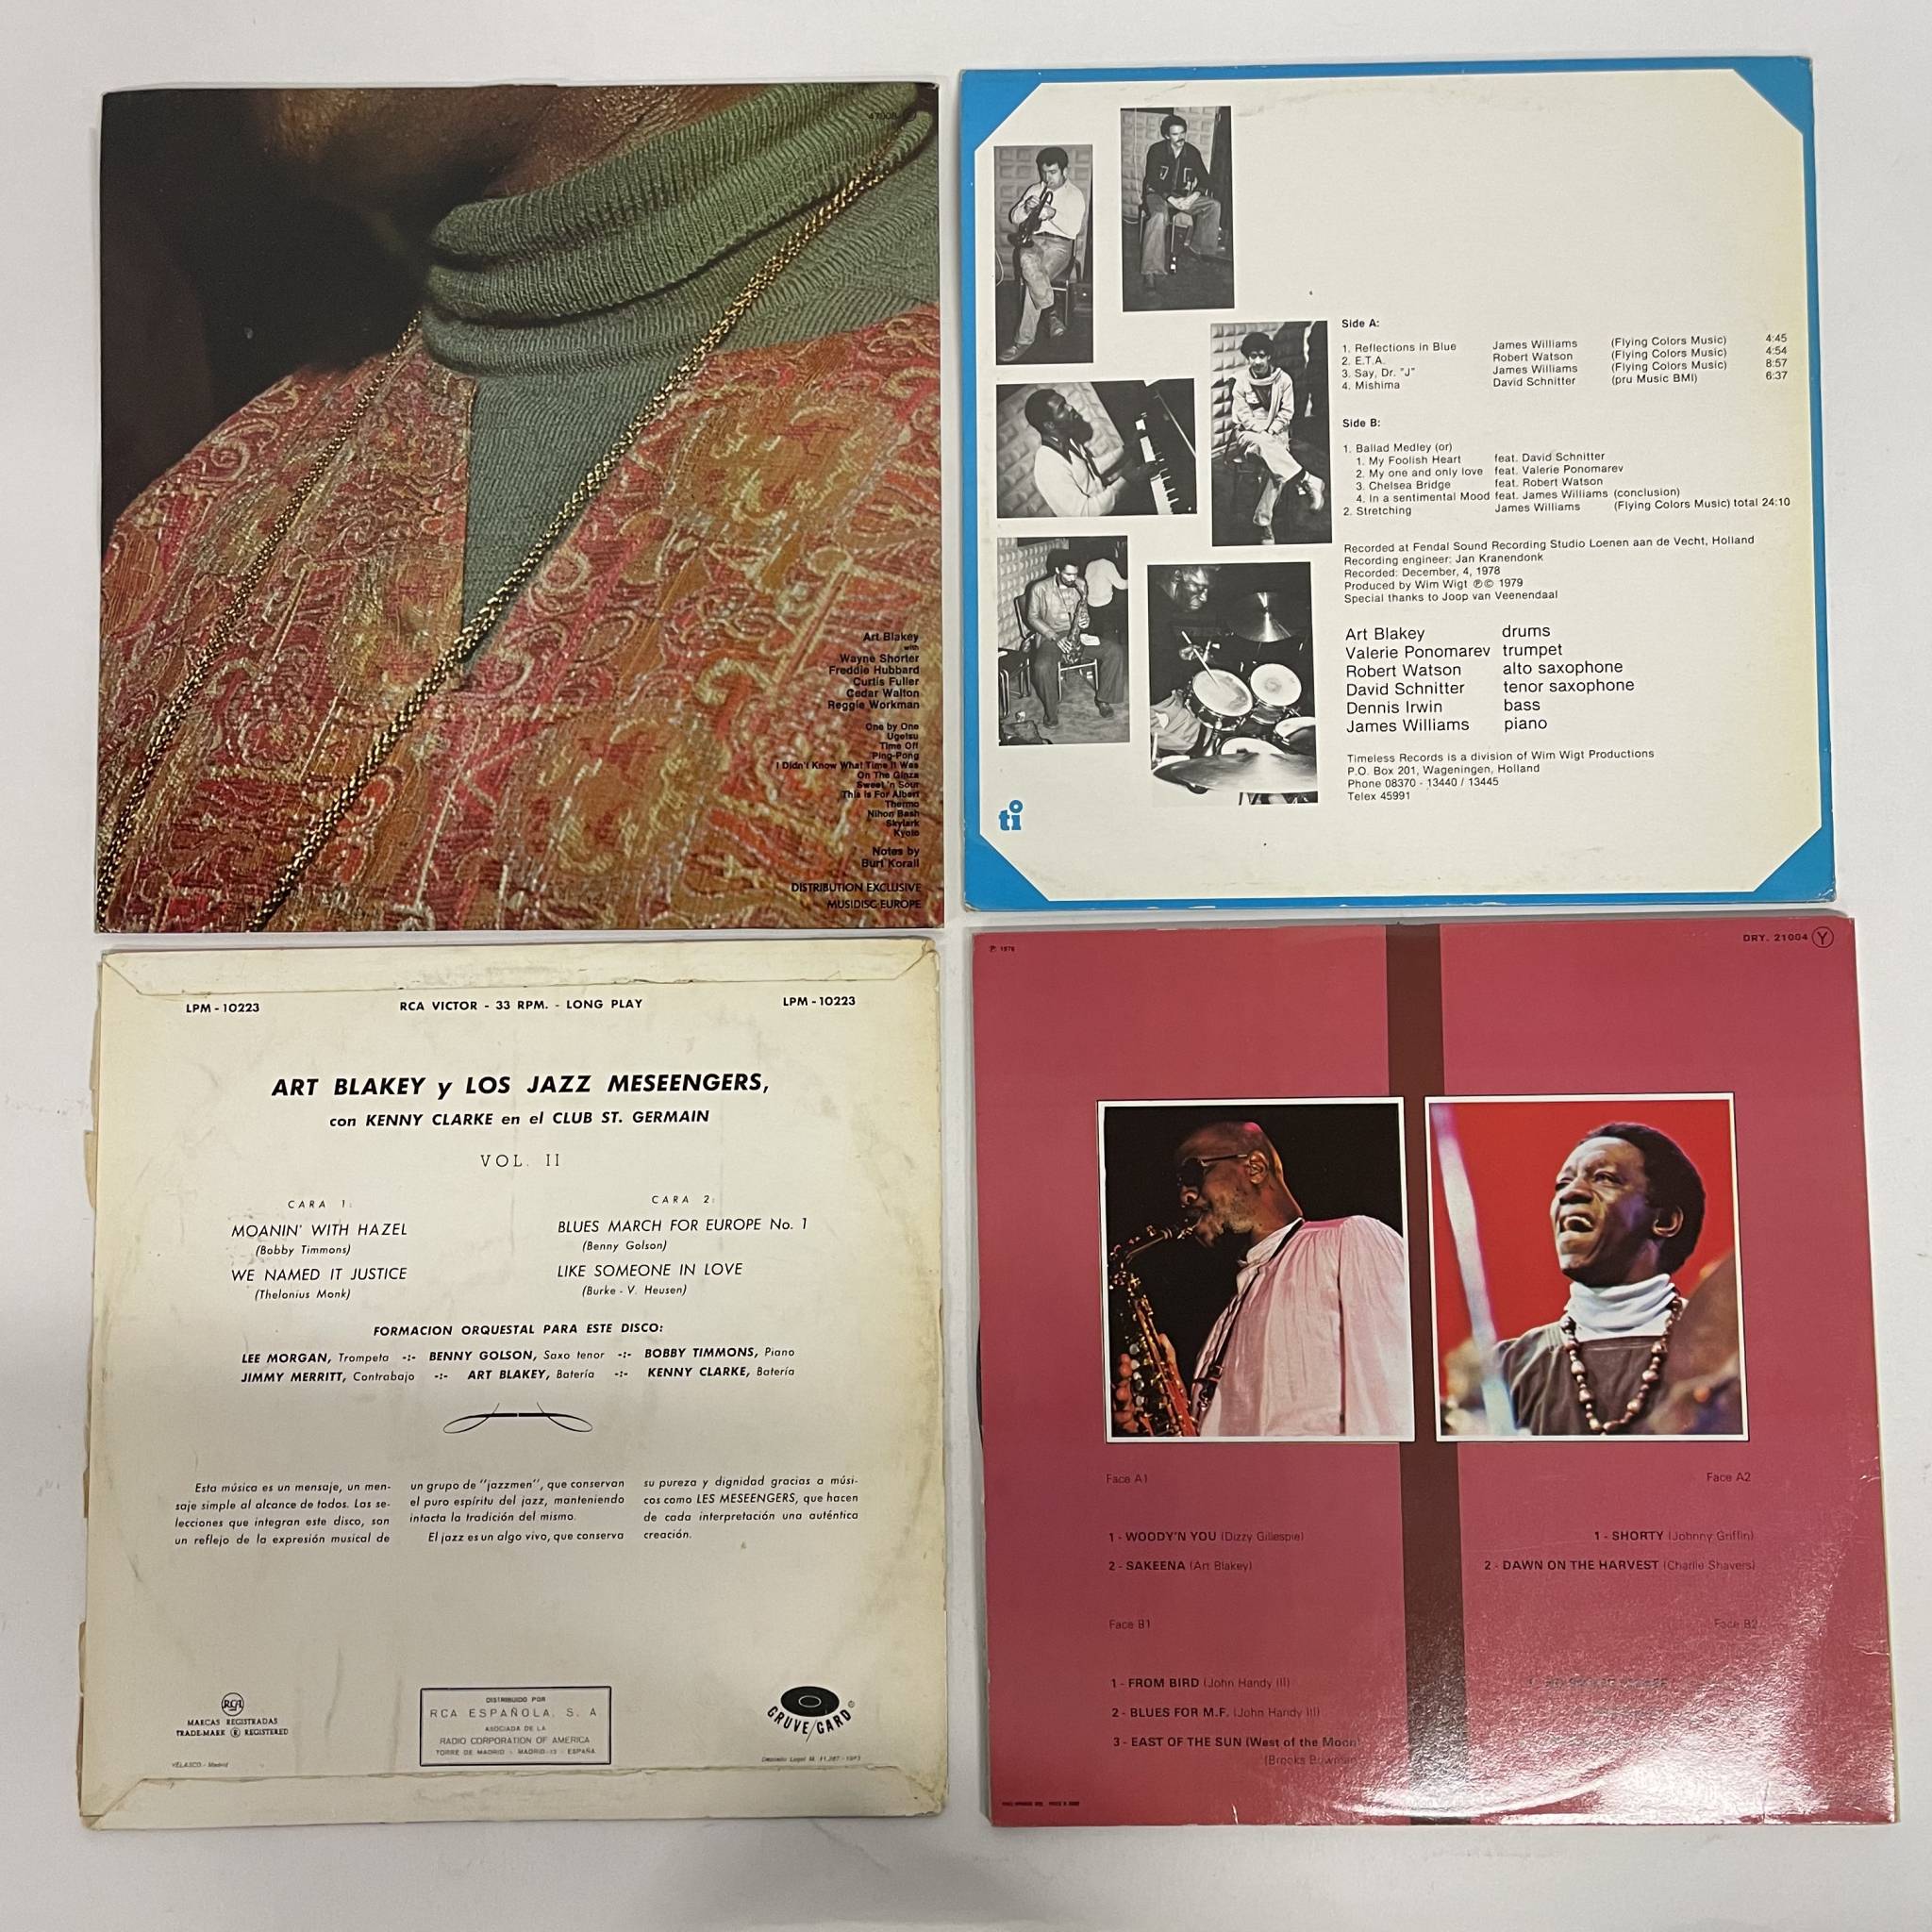 Art Blakey
with
Wayne Shorter
Freddie Hubbard
Curtis Fuller
Cedar Walton
Reggie Workman
One by One
Ugetsu
Time Off
Ping-Pong
I Didn't Know What Time It Was
On The Ginza
Sweet 'n Sour
This Is For Albert
Thermo
Nihon Bash
Skylark
Kyoto
Notes by
Burt Korall
DISTRIBUTION EXCLUSIVE
MUSIDISC EUROPE
Side A:
1. Reflections in Blue James Williams (Flying Colors Music) 4:45
2. E.T.A. Robert Watson (Flying Colors Music) 4:54
3. Say, Dr. "J" James Williams (Flying Colors Music) 8:57
4. Mishima David Schnitter (pru Music BMI) 6:37
Side B:
1. Ballad Medley (or)
1. My Foolish Heart feat. David Schnitter
2. My one and only love feat. Valerie Ponomarev
3. Chelsea Bridge feat. Robert Watson
4. In a sentimental Mood feat. James Williams (conclusion)
2. Stretching James Williams (Flying Colors Music) total 24:10
Recorded at Fendal Sound Recording Studio Loenen aan de Vecht, Holland
Recording engineer: Jan Kranendonk
Recorded: December, 4, 1978
Produced by Wim Wigt ℗© 1979
Special thanks to Joop van Veenendaal
Art Blakey drums
Valerie Ponomarev trumpet
Robert Watson alto saxophone
David Schnitter tenor saxophone
Dennis Irwin bass
James Williams piano
Timeless Records is a division of Wim Wigt Productions
P.O. Box 201, Wageningen, Holland
Phone 08370 - 13440 / 13445
Telex 45991
ti
LPM - 10223 RCA VICTOR - 33 RPM. - LONG PLAY LPM - 10223
ART BLAKEY y LOS JAZZ MESEENGERS,
con KENNY CLARKE en el CLUB ST. GERMAIN
VOL. II
CARA 1:
MOANIN' WITH HAZEL
(Bobby Timmons)
WE NAMED IT JUSTICE
(Thelonius Monk)
CARA 2:
BLUES MARCH FOR EUROPE No. 1
(Benny Golson)
LIKE SOMEONE IN LOVE
(Burke - V. Heusen)
FORMACION ORQUESTAL PARA ESTE DISCO:
LEE MORGAN, Trompeta -:- BENNY GOLSON, Saxo tenor -:- BOBBY TIMMONS, Piano
JIMMY MERRITT, Contrabajo -:- ART BLAKEY, Batería -:- KENNY CLARKE, Batería
Esta música es un mensaje, un men-
saje simple al alcance de todos. Las se-
lecciones que integran este disco, son
un reflejo de la expresión musical de
un grupo de "jazzmen", que conservan
el puro espíritu del jazz, manteniendo
intacta la tradición del mismo.
El jazz es un algo vivo, que conserva
su pureza y dignidad gracias a músi-
cos como LES MESEENGERS, que hacen
de cada interpretación una auténtica
creación.
RCA
MARCAS REGISTRADAS
TRADE-MARK ® REGISTERED
VELASCO - Madrid
DISTRIBUIDO POR
RCA ESPAÑOLA, S. A
ASOCIADA DE LA
RADIO CORPORATION OF AMERICA
TORRE DE MADRID - MADRID-13 - ESPAÑA
GRUVE/GARD ©
Depósito Legal M.
DRY. 21004 Y
Face A1
1 - WOODY'N YOU (Dizzy Gillespie)
2 - SAKEENA (Art Blakey)
Face A2
1 - SHORTY (Johnny Griffin)
2 - DAWN ON THE HARVEST (Charlie Shavers)
Face B1
1 - FROM BIRD (John Handy III)
2 - BLUES FOR M.F. (John Handy III)
3 - EAST OF THE SUN (West of the Moon)
(Brooks Bowman
Face B2